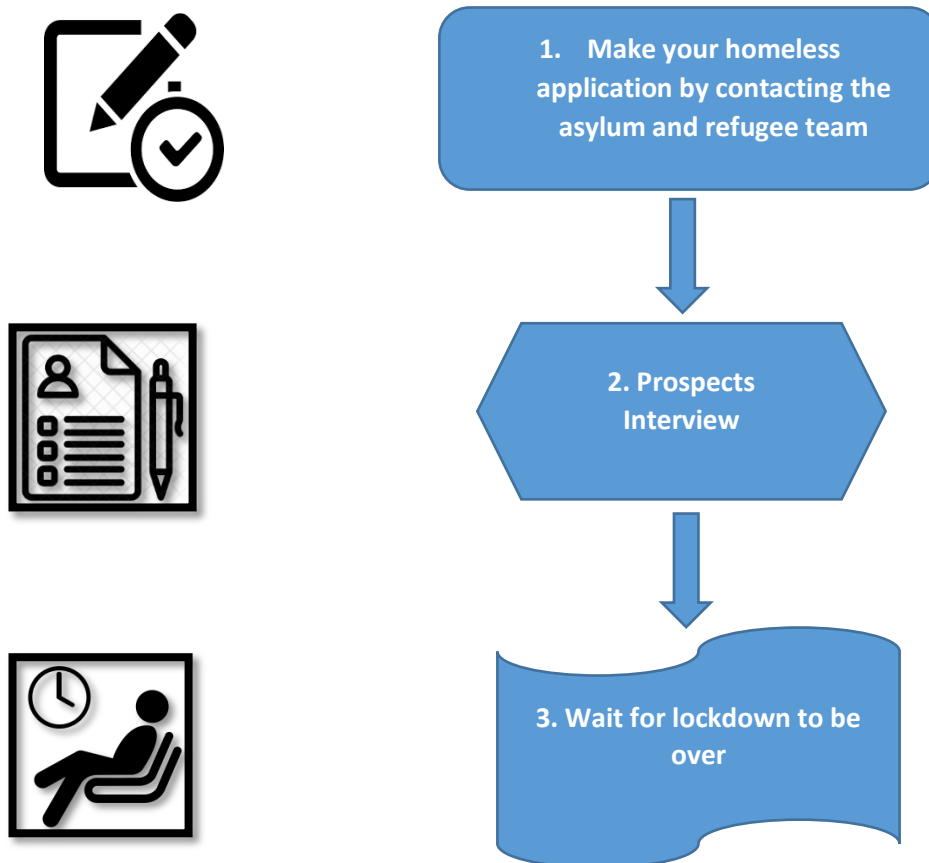 1. Make your homeless
application by contacting the
asylum and refugee team
2. Prospects
Interview
3. Wait for lockdown to be
over